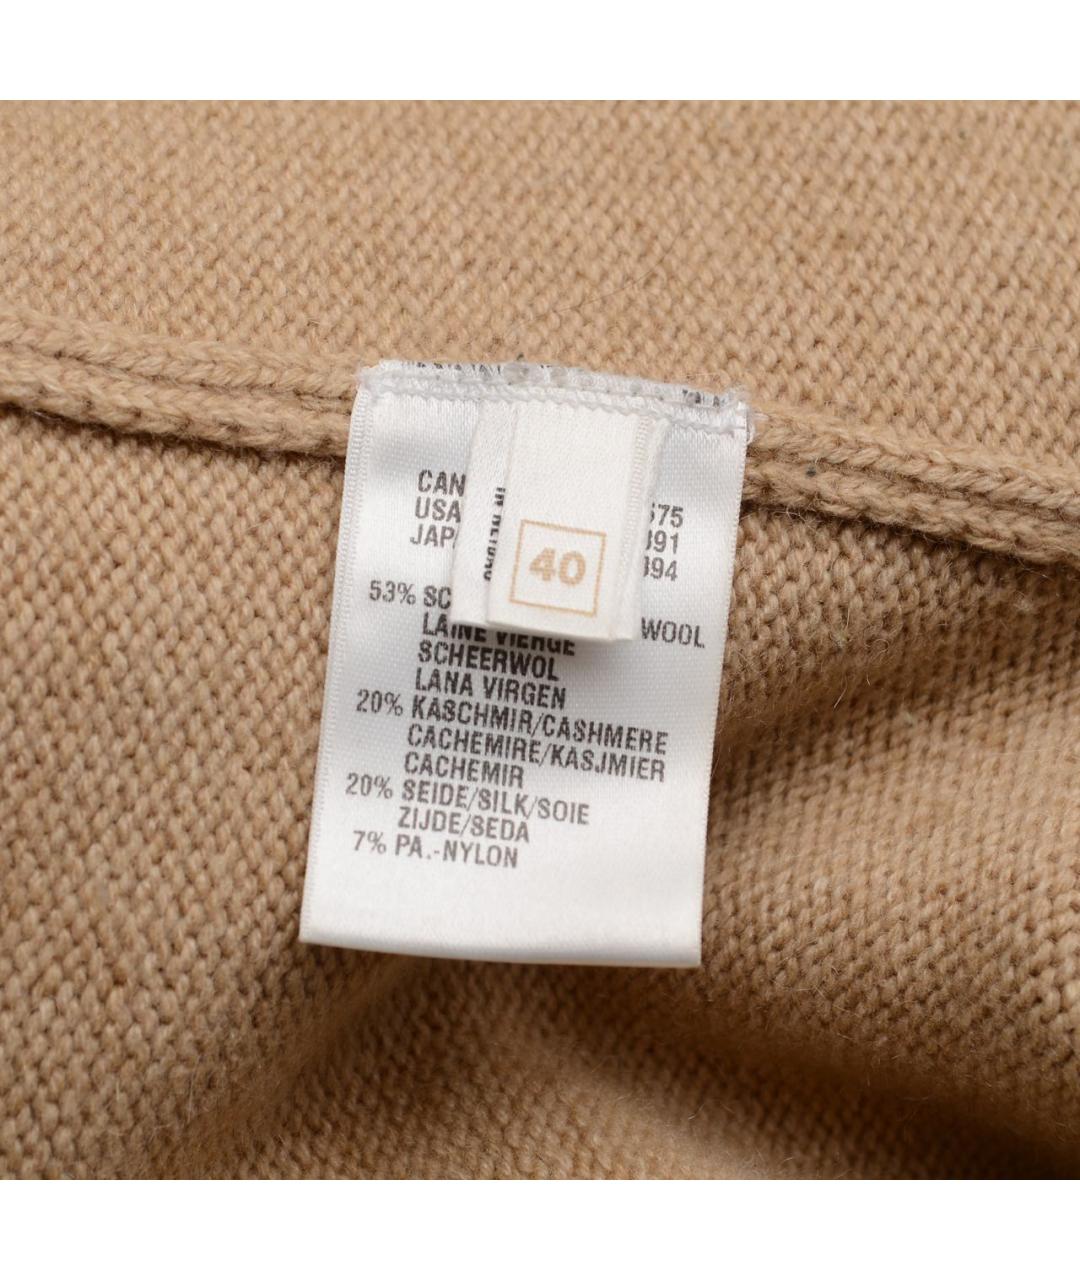 CAN
USA 575
JAP 391
394
40
53% SC
LAINE VIERGE WOOL
SCHEERWOL
LANA VIRGEN
20% KASCHMIR/CASHMERE
CACHEMIRE/KASJMIER
CACHEMIR
20% SEIDE/SILK/SOIE
ZIJDE/SEDA
7% PA.-NYLON